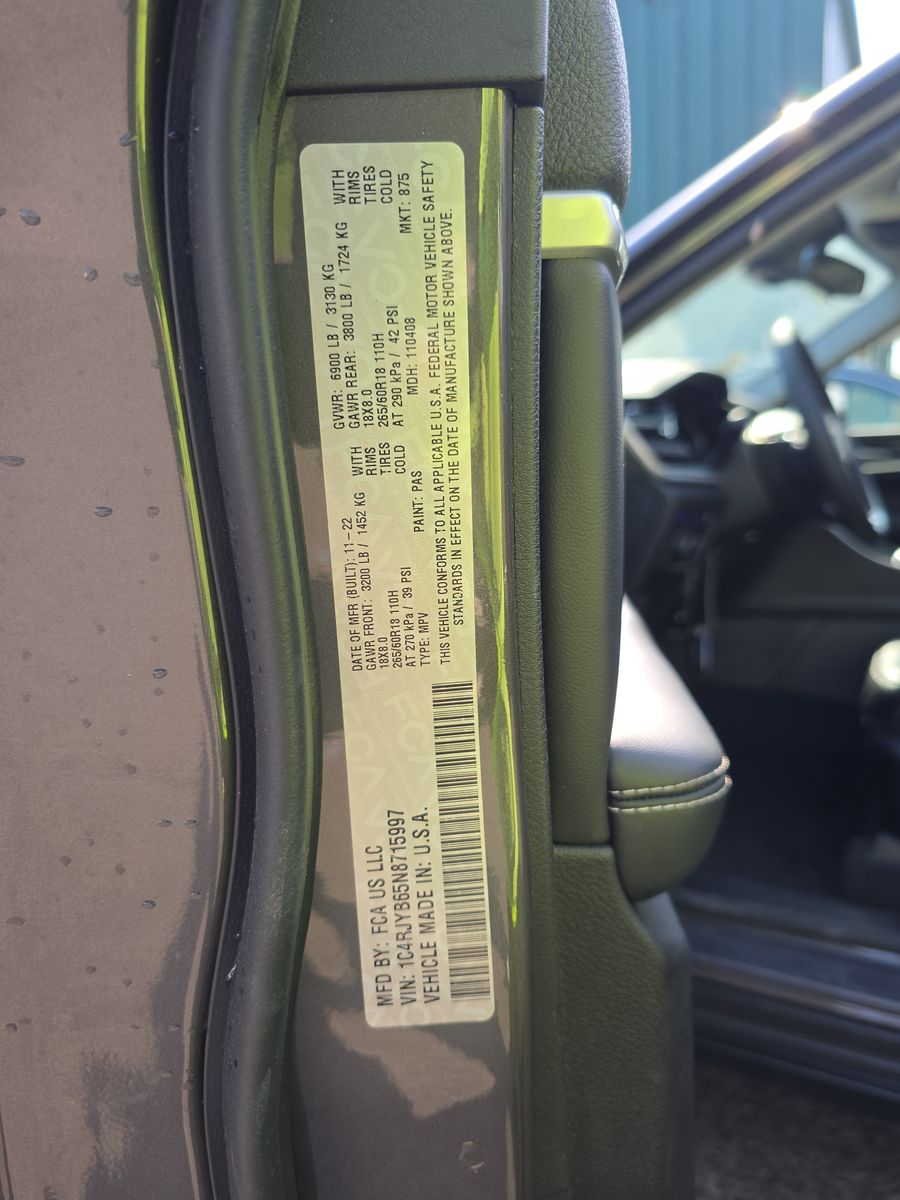 MFD BY: FCA US LLC
VIN: 1C4RJYB65N8715997
VEHICLE MADE IN: U.S.A.
DATE OF MFR (BUILT): 11-22
GAWR FRONT: 3200 LB / 1452 KG WITH
18X8.0 RIMS
265/60R18 110H TIRES
AT 270 kPa / 39 PSI COLD
TYPE: MPV PAINT: PAS
GVWR: 6900 LB / 3130 KG
GAWR REAR: 3800 LB / 1724 KG WITH
18X8.0 RIMS
265/60R18 110H TIRES
AT 290 kPa / 42 PSI COLD
MDH: 110408 MKT: 875
THIS VEHICLE CONFORMS TO ALL APPLICABLE U.S.A. FEDERAL MOTOR VEHICLE SAFETY
STANDARDS IN EFFECT ON THE DATE OF MANUFACTURE SHOWN ABOVE.